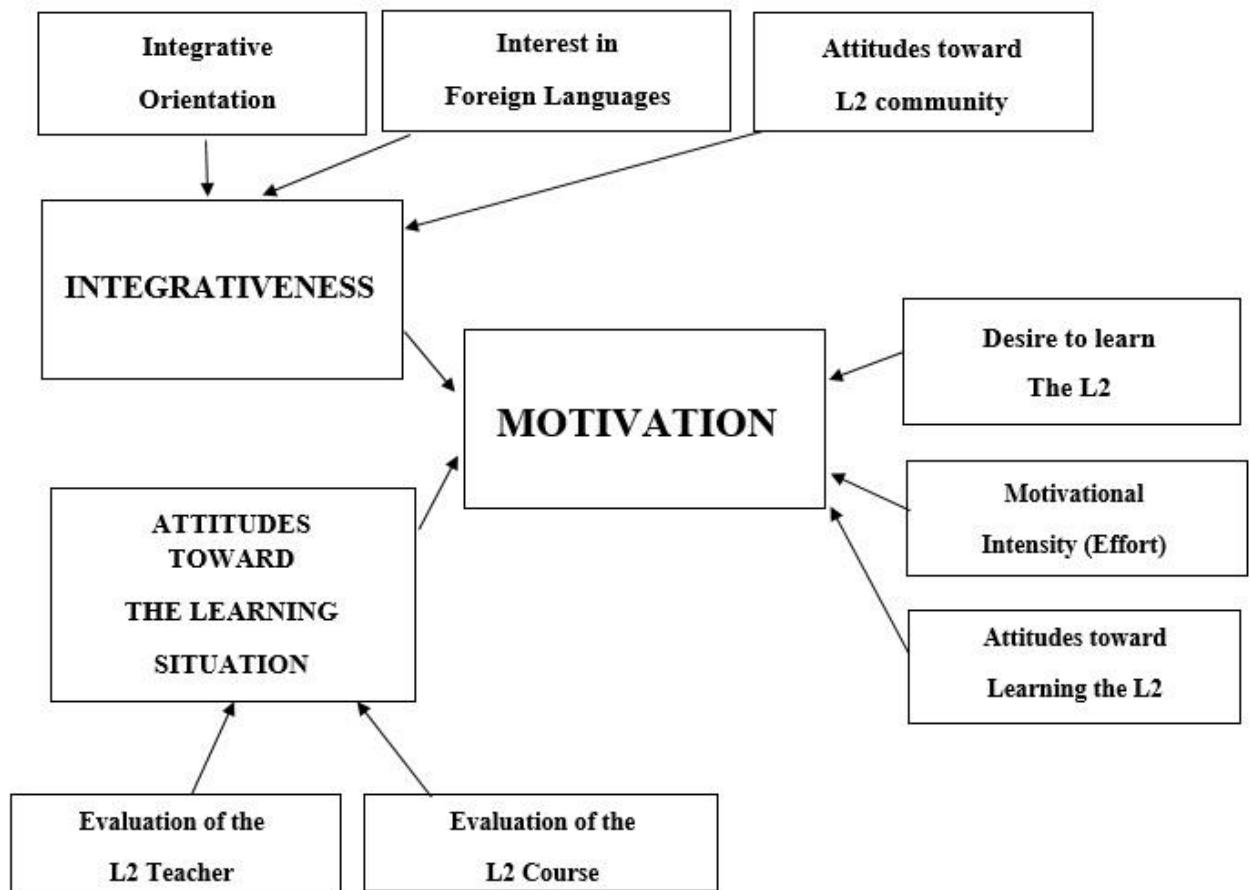 Integrative
Orientation
Interest in
Foreign Languages
Attitudes toward
L2 community
INTEGRATIVENESS
MOTIVATION
Desire to learn
The L2
Motivational
Intensity (Effort)
Attitudes toward
Learning the L2
ATTITUDES
TOWARD
THE LEARNING
SITUATION
Evaluation of the
L2 Teacher
Evaluation of the
L2 Course